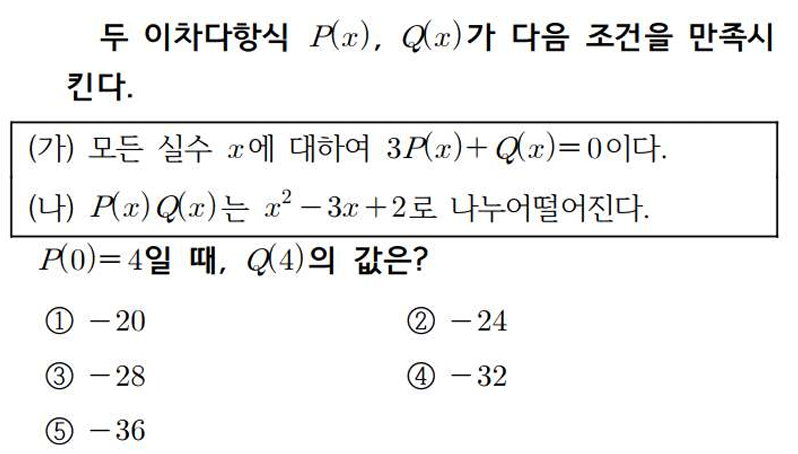 두 이차다항식 P(x), Q(x)가 다음 조건을 만족시
킨다.
(가) 모든 실수 x에 대하여 3P(x)+Q(x)=0이다.
(나) P(x)Q(x)는 x²-3x+2로 나누어떨어진다.
P(0)=4일 때, Q(4)의 값은?
① -20 ② -24
③ -28 ④ -32
⑤ -36